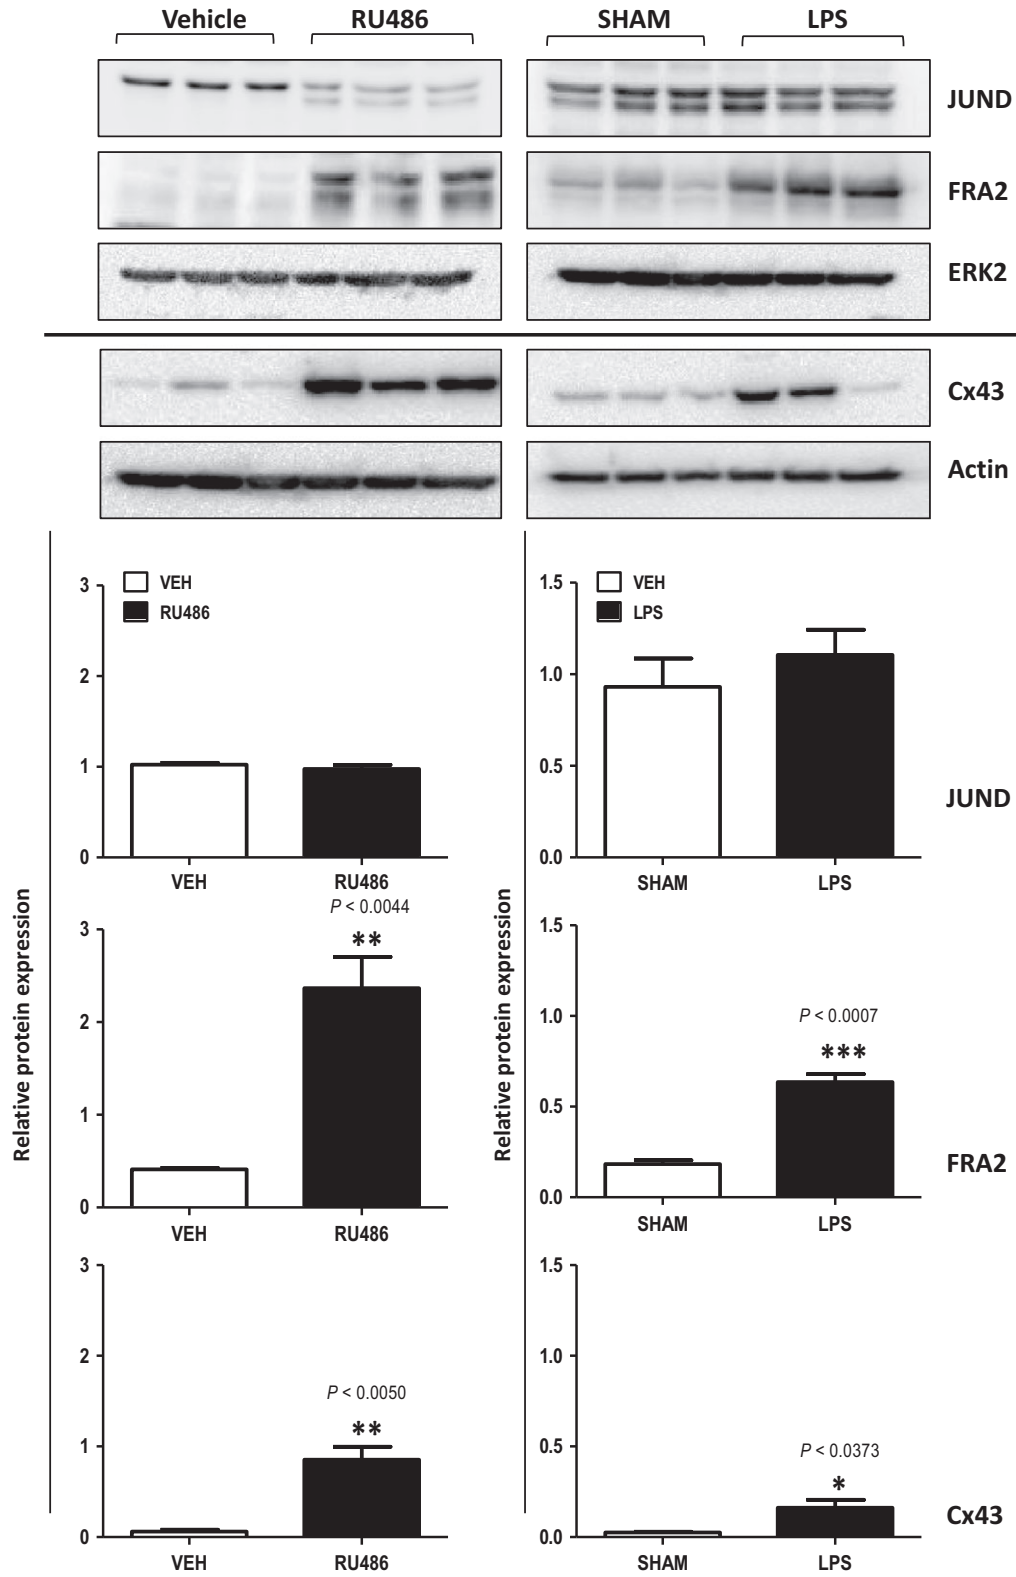 Vehicle RU486 SHAM LPS
JUND
FRA2
ERK2
Cx43
Actin
3 VEH
RU486
2
1
0
VEH RU486
1.5 VEH
LPS
1.0
0.5
0.0
SHAM LPS
JUND
Relative protein expression
P < 0.0044
**
3
2
1
0
VEH RU486
Relative protein expression
1.5
1.0
P < 0.0007
***
0.5
0.0
SHAM LPS
FRA2
3
2
P < 0.0050
**
1
0
VEH RU486
1.5
1.0
0.5
P < 0.0373
*
0.0
SHAM LPS
Cx43